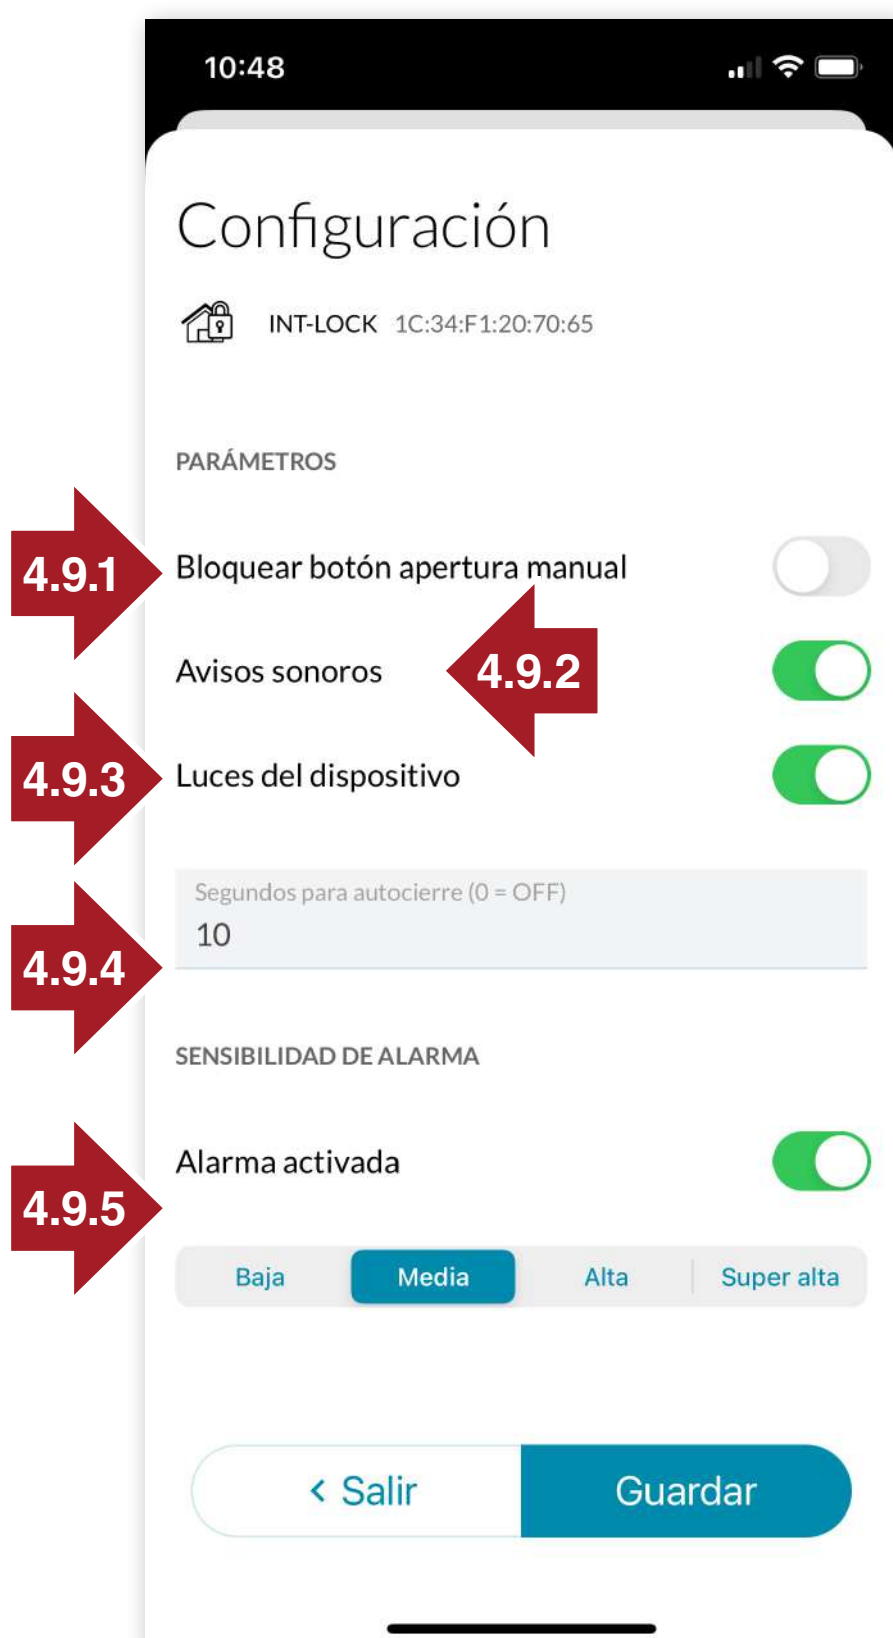 10:48
Configuración
INT-LOCK 1C:34:F1:20:70:65
PARÁMETROS
4.9.1 Bloquear botón apertura manual
Avisos sonoros 4.9.2
4.9.3 Luces del dispositivo
Segundos para autocierre (0 = OFF)
10
4.9.4
SENSIBILIDAD DE ALARMA
Alarma activada
4.9.5
Baja Media Alta Super alta
< Salir Guardar